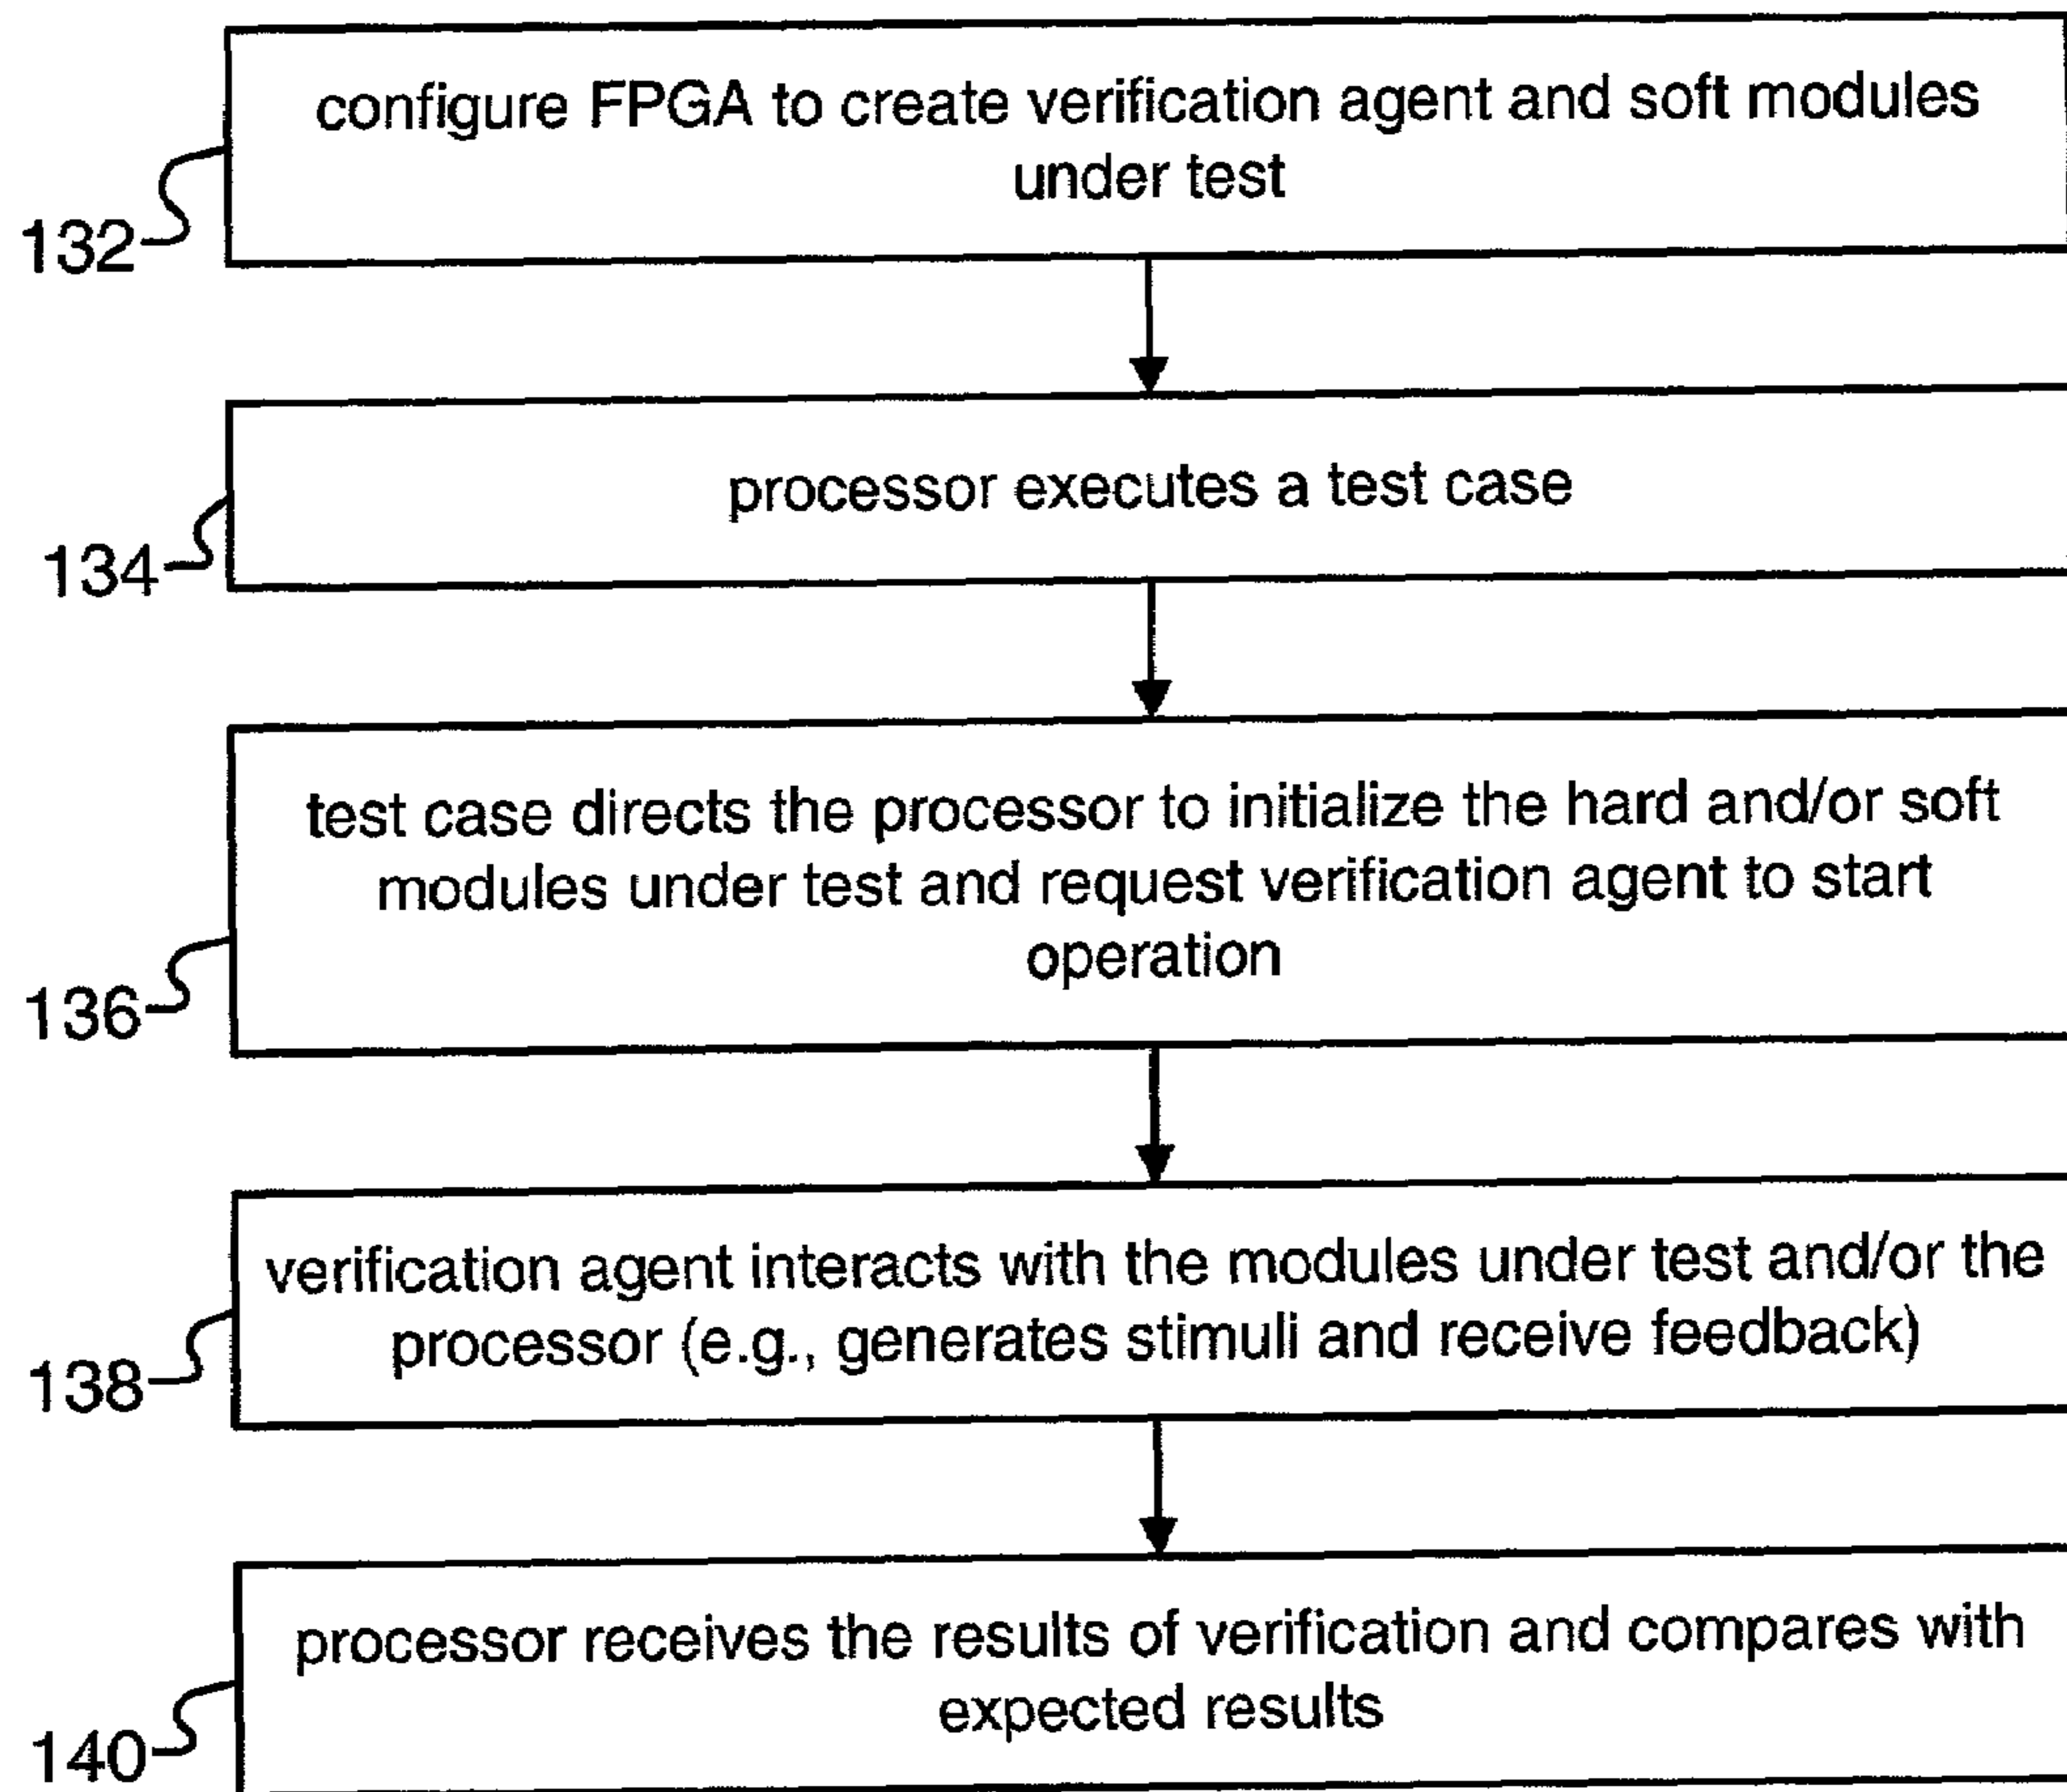 configure FPGA to create verification agent and soft modules
under test
132
processor executes a test case
134
test case directs the processor to initialize the hard and/or soft
modules under test and request verification agent to start
operation
136
verification agent interacts with the modules under test and/or the
processor (e.g., generates stimuli and receive feedback)
138
processor receives the results of verification and compares with
expected results
140